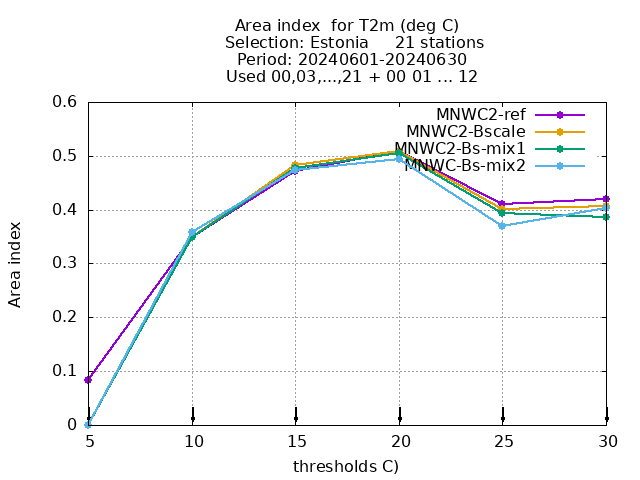 Area index  for T2m (deg C)
Selection: Estonia     21 stations
Period: 20240601-20240630
Used 00,03,...,21 + 00 01 ... 12
MNWC2-ref
MNWC2-Bscale
MNWC2-Bs-mix1
MNWC-Bs-mix2
0.6
0.5
0.4
0.3
0.2
0.1
0
Area index
5 10 15 20 25 30
thresholds C)